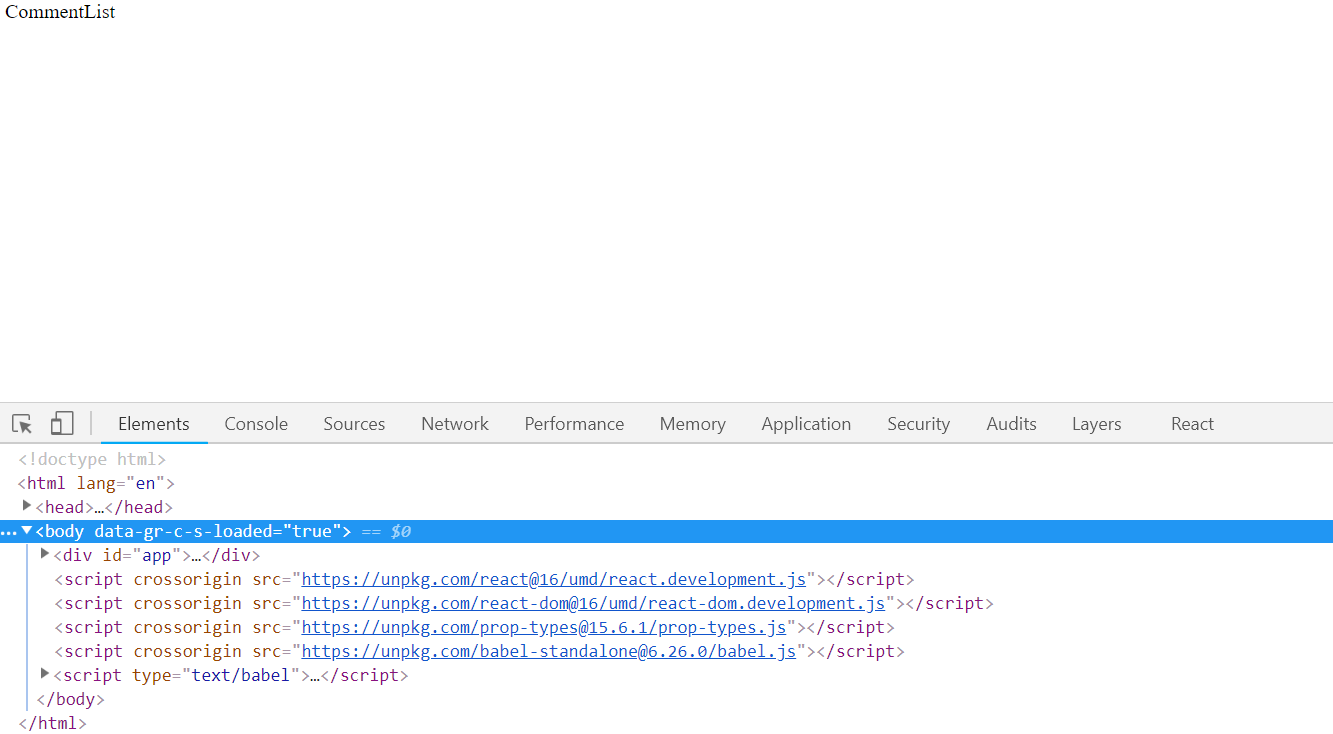 CommentList
Elements Console Sources Network Performance Memory Application Security Audits Layers React
<!doctype html>
<html lang="en">
<head>…</head>
…<body data-gr-c-s-loaded="true"> == $0
<div id="app">…</div>
<script crossorigin src="https://unpkg.com/react@16/umd/react.development.js"></script>
<script crossorigin src="https://unpkg.com/react-dom@16/umd/react-dom.development.js"></script>
<script crossorigin src="https://unpkg.com/prop-types@15.6.1/prop-types.js"></script>
<script crossorigin src="https://unpkg.com/babel-standalone@6.26.0/babel.js"></script>
<script type="text/babel">…</script>
</body>
</html>